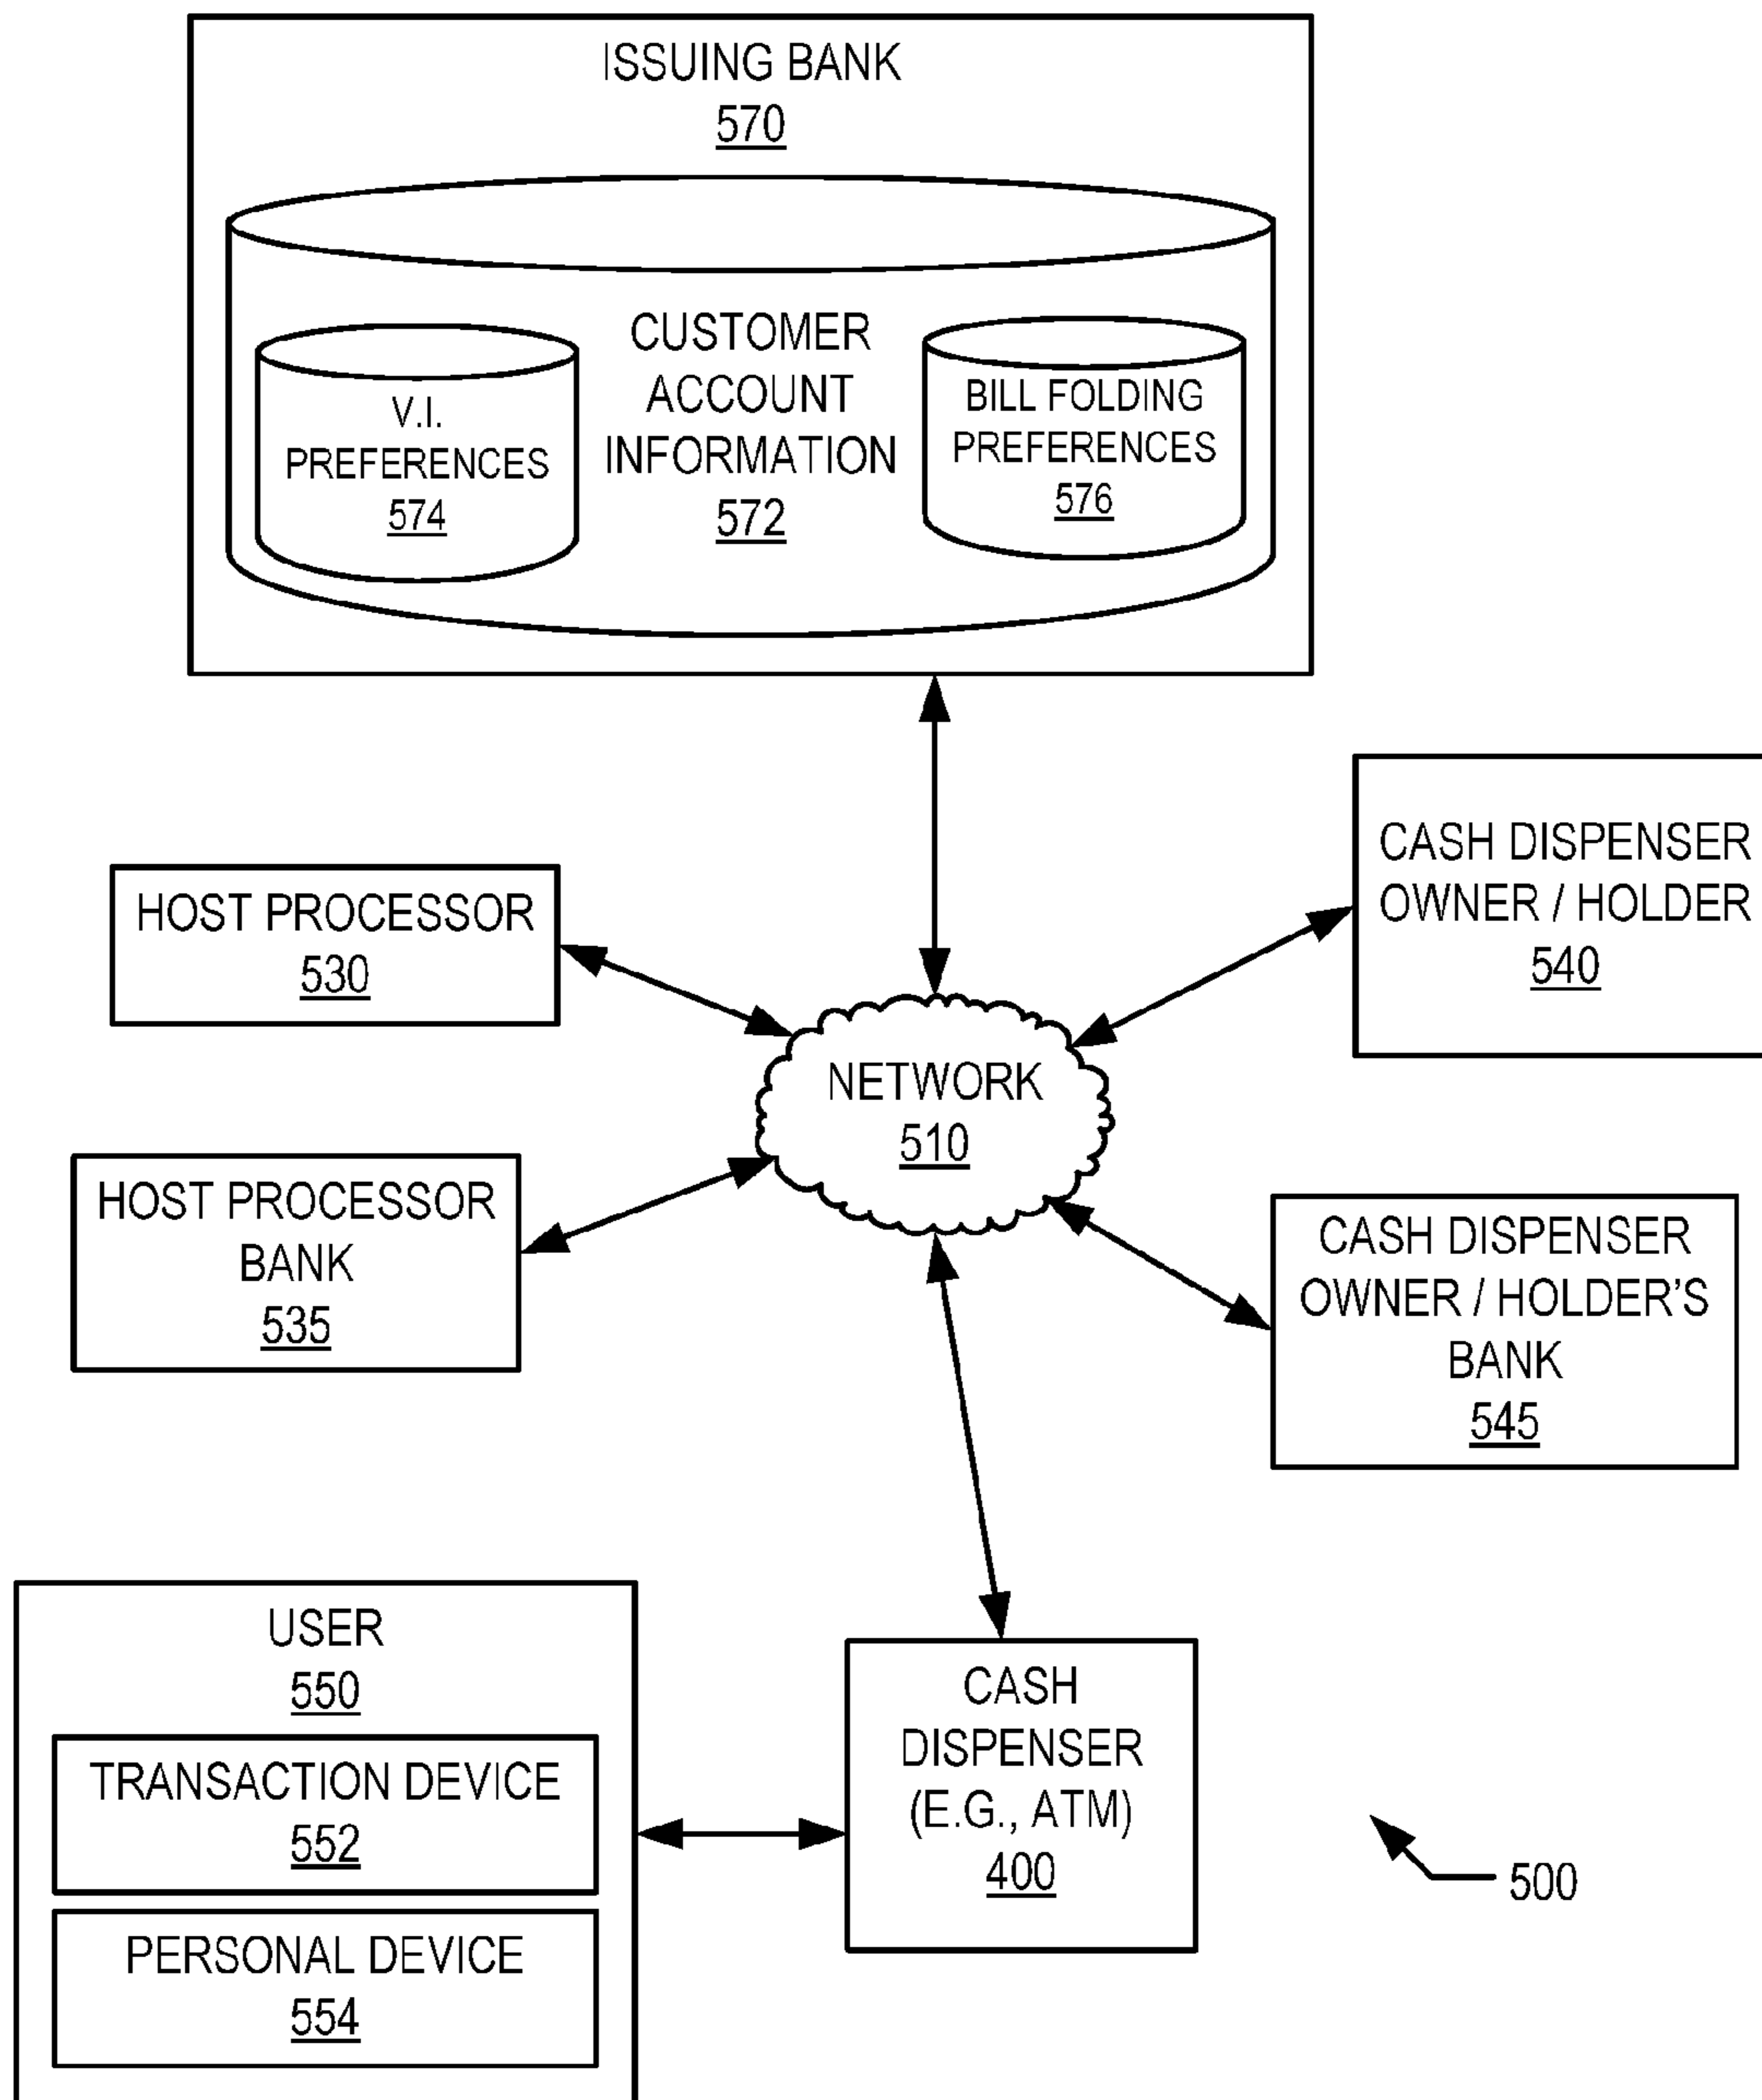 ISSUING BANK
570
CUSTOMER
ACCOUNT
INFORMATION
572
V.I.
PREFERENCES
574
BILL FOLDING
PREFERENCES
576
HOST PROCESSOR
530
CASH DISPENSER
OWNER / HOLDER
540
NETWORK
510
HOST PROCESSOR
BANK
535
CASH DISPENSER
OWNER / HOLDER'S
BANK
545
USER
550
TRANSACTION DEVICE
552
PERSONAL DEVICE
554
CASH
DISPENSER
(E.G., ATM)
400
500